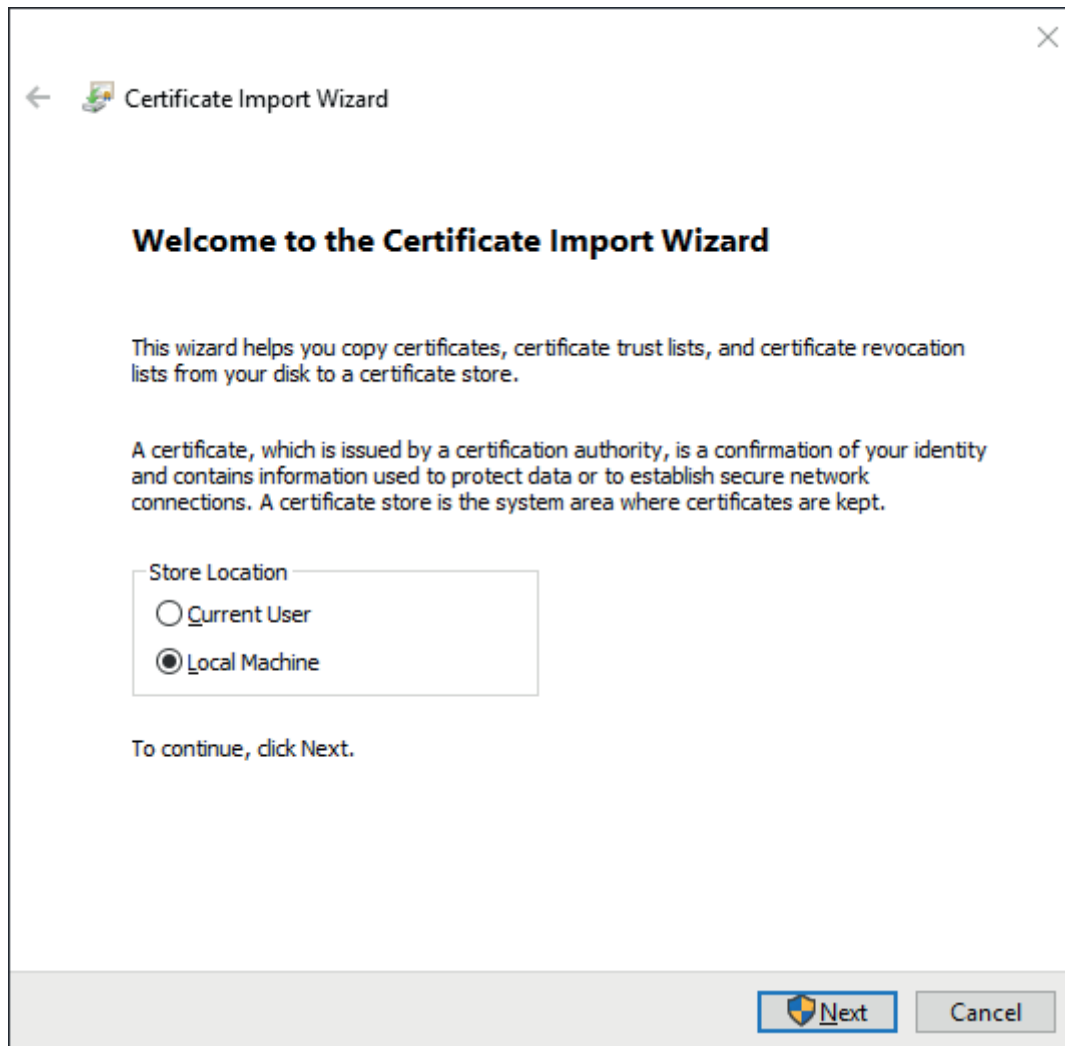 Certificate Import Wizard
Welcome to the Certificate Import Wizard
This wizard helps you copy certificates, certificate trust lists, and certificate revocation
lists from your disk to a certificate store.
A certificate, which is issued by a certification authority, is a confirmation of your identity
and contains information used to protect data or to establish secure network
connections. A certificate store is the system area where certificates are kept.
Store Location
Current User
Local Machine
To continue, click Next.
Next
Cancel